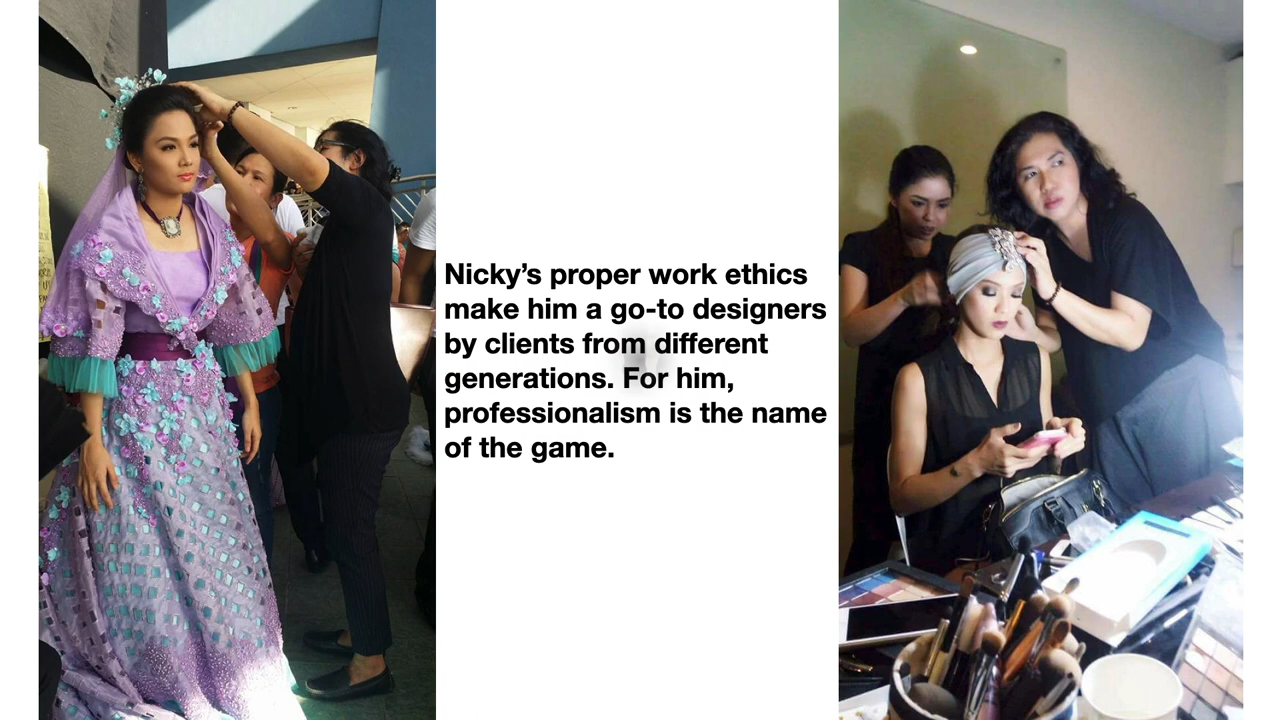 Nicky’s proper work ethics
make him a go-to designers
by clients from different
generations. For him,
professionalism is the name
of the game.